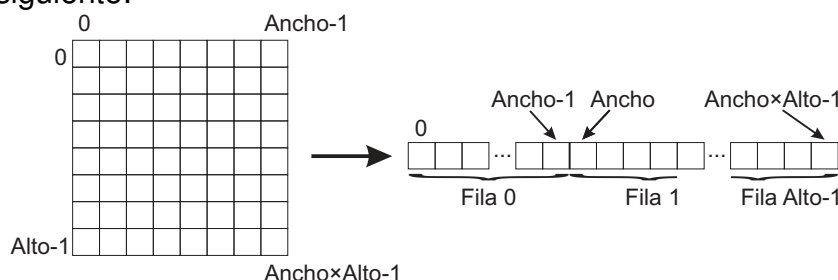 siguiente:
0 Ancho-1
0
Alto-1
Ancho×Alto-1
Ancho-1 Ancho Ancho×Alto-1
0
... ...
Fila 0 Fila 1 Fila Alto-1